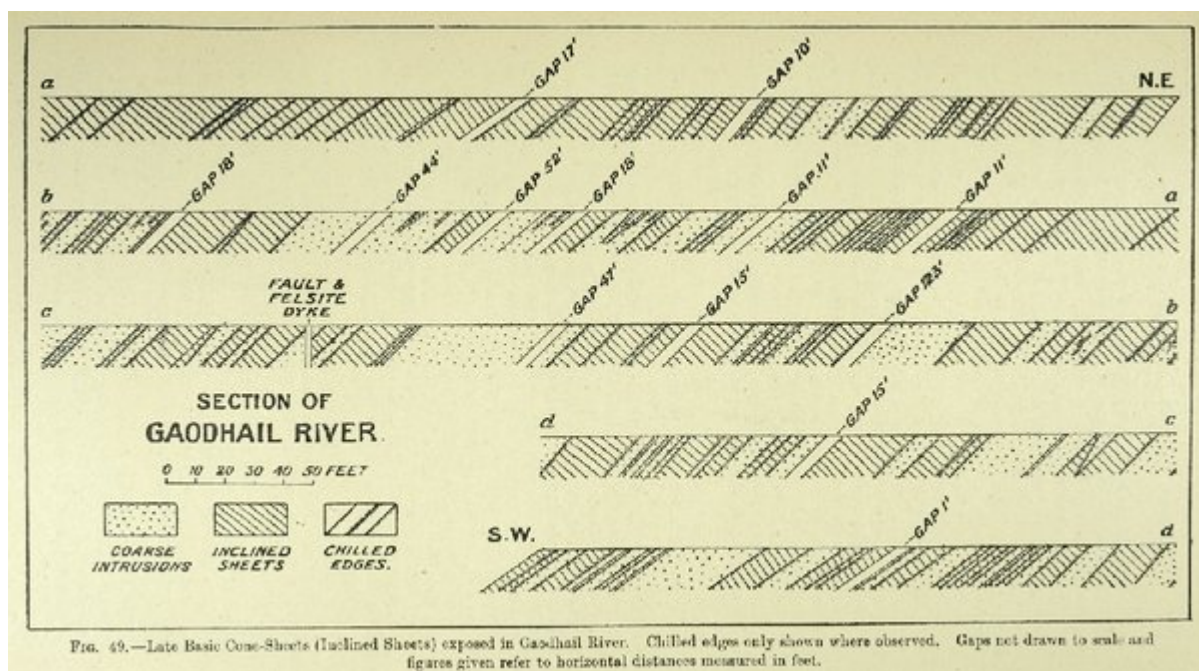 a
GAP 17'
GAP 10'
N.E
b
GAP 18'
GAP 44'
GAP 52'
GAP 18'
GAP 11'
GAP 11'
a
c
FAULT &
FELSITE
DYKE
GAP 47'
GAP 15'
GAP 123'
b
SECTION OF
GAODHAIL RIVER.
0 10 20 30 40 50 FEET
COARSE
INTRUSIONS
INCLINED
SHEETS
CHILLED
EDGES.
d
GAP 15'
c
S.W.
GAP 1'
d
FIG. 49.—Late Basic Cone-Sheets (Inclined Sheets) exposed in Gaodhail River. Chilled edges only shown where observed. Gaps not drawn to scale and
figures given refer to horizontal distances measured in feet.